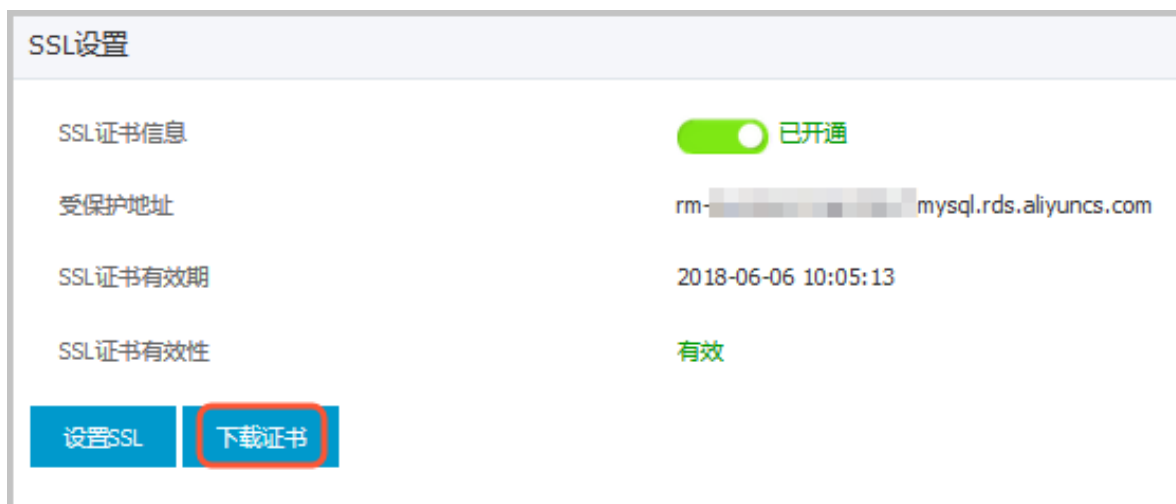 SSL设置
SSL证书信息 已开通
受保护地址 rm- mysql.rds.aliyuncs.com
SSL证书有效期 2018-06-06 10:05:13
SSL证书有效性 有效
设置SSL 下载证书